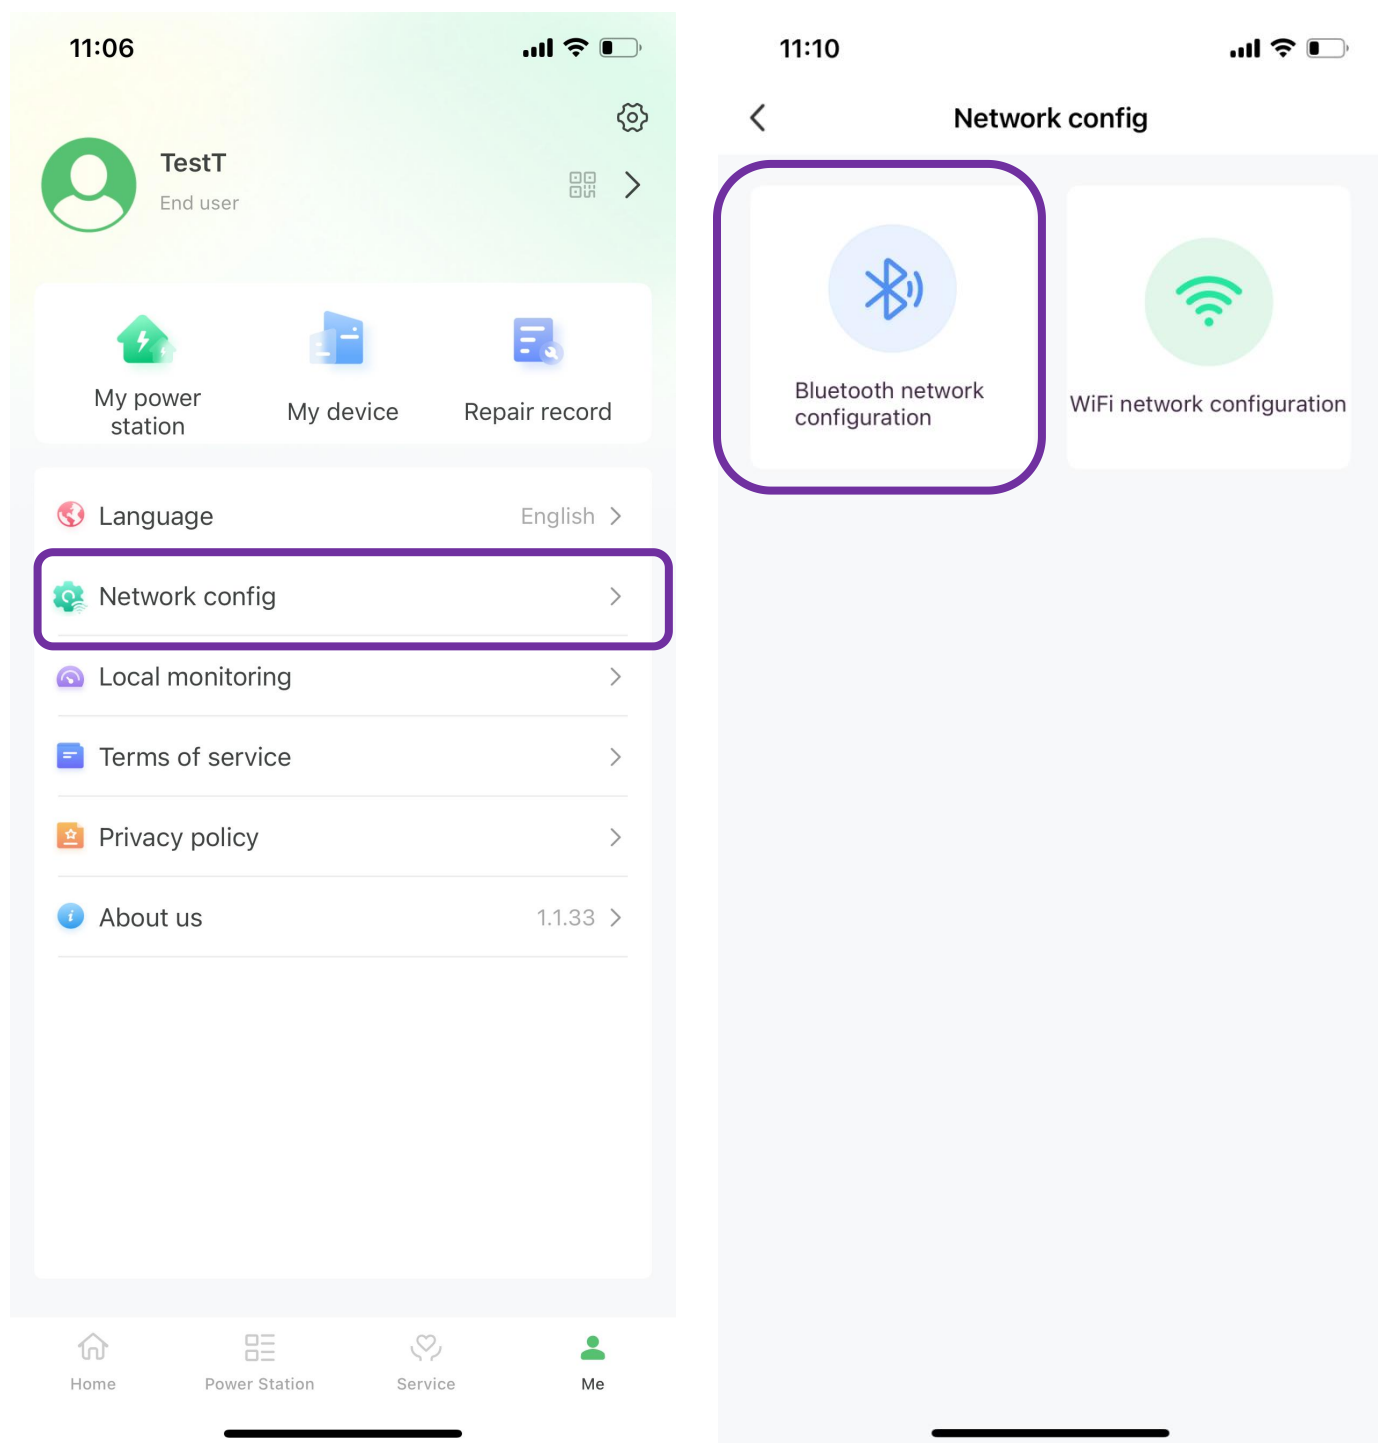 11:06
TestT
End user
My power
station
My device
Repair record
Language
English
Network config
Local monitoring
Terms of service
Privacy policy
About us
1.1.33
Home
Power Station
Service
Me
11:10
Network config
Bluetooth network
configuration
WiFi network configuration